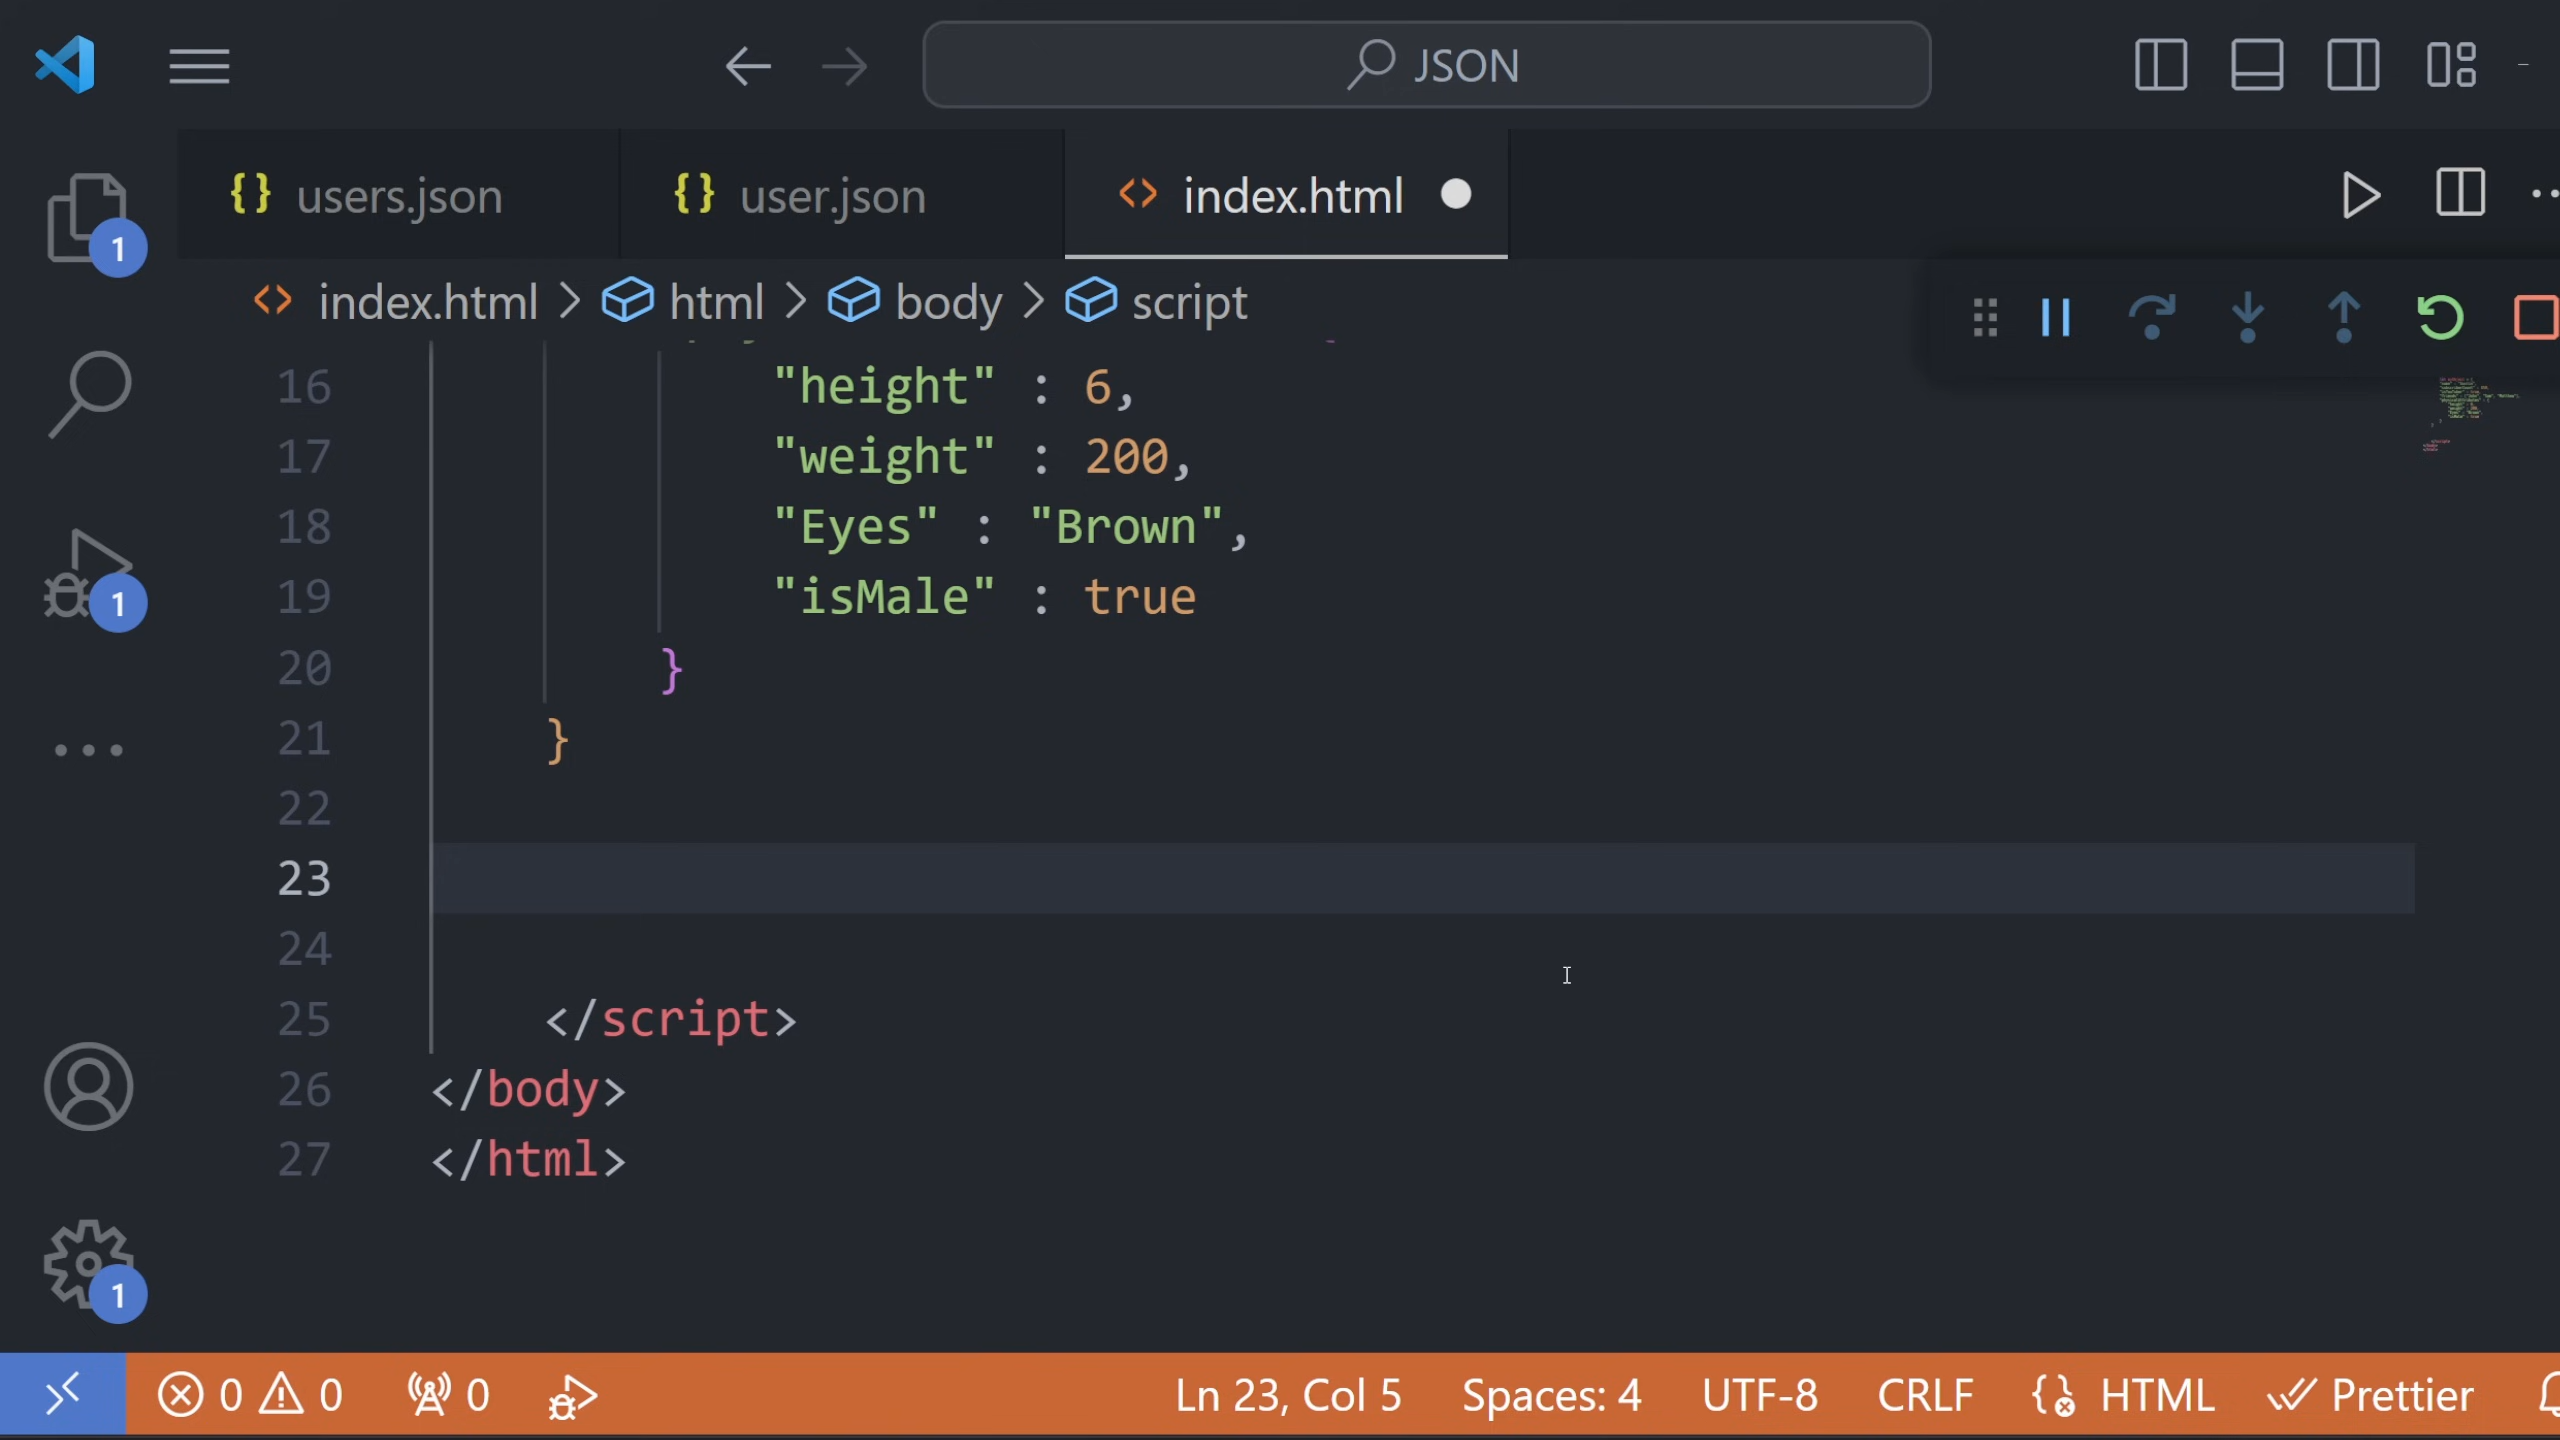 JSON
{} users.json
{} user.json
<> index.html
<> index.html > html > body > script
16 "height" : 6,
17 "weight" : 200,
18 "Eyes" : "Brown",
19 "isMale" : true
20 }
21 }
22
23
24
25 </script>
26 </body>
27 </html>
1
1
1
0 0 0 Ln 23, Col 5 Spaces: 4 UTF-8 CRLF HTML Prettier